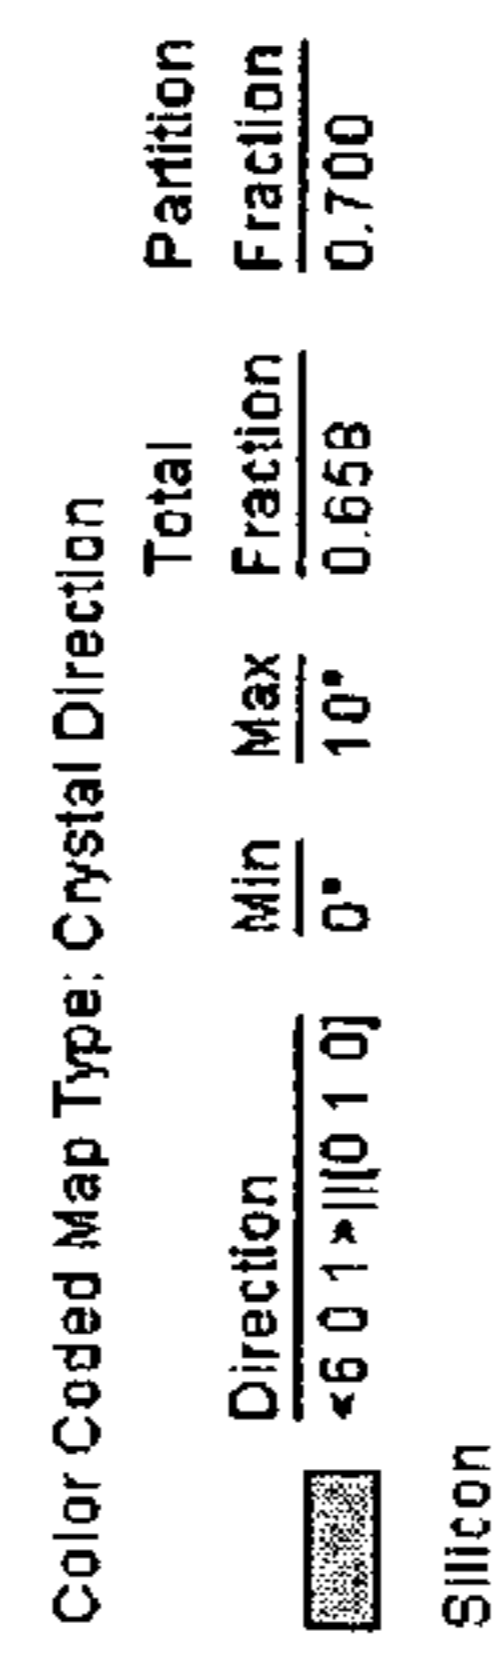 Color Coded Map Type: Crystal Direction
Total Partition
Direction Min Max Fraction Fraction
<6 0 1>||[0 1 0] 0° 10° 0.658 0.700
Silicon